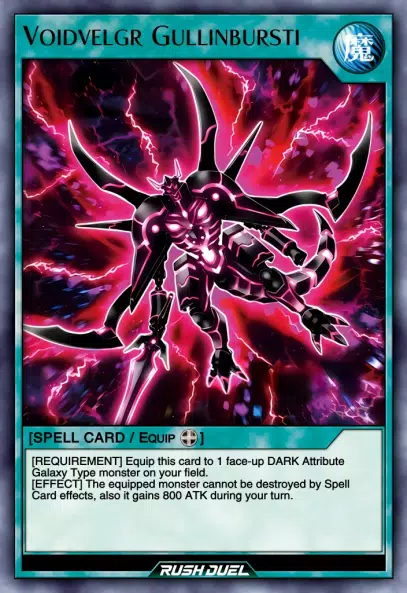 Voidvelgr Gullinbursti
魔
[SPELL CARD / Equip ]
[REQUIREMENT] Equip this card to 1 face-up DARK Attribute
Galaxy Type monster on your field.
[EFFECT] The equipped monster cannot be destroyed by Spell
Card effects, also it gains 800 ATK during your turn.
RUSH DUEL